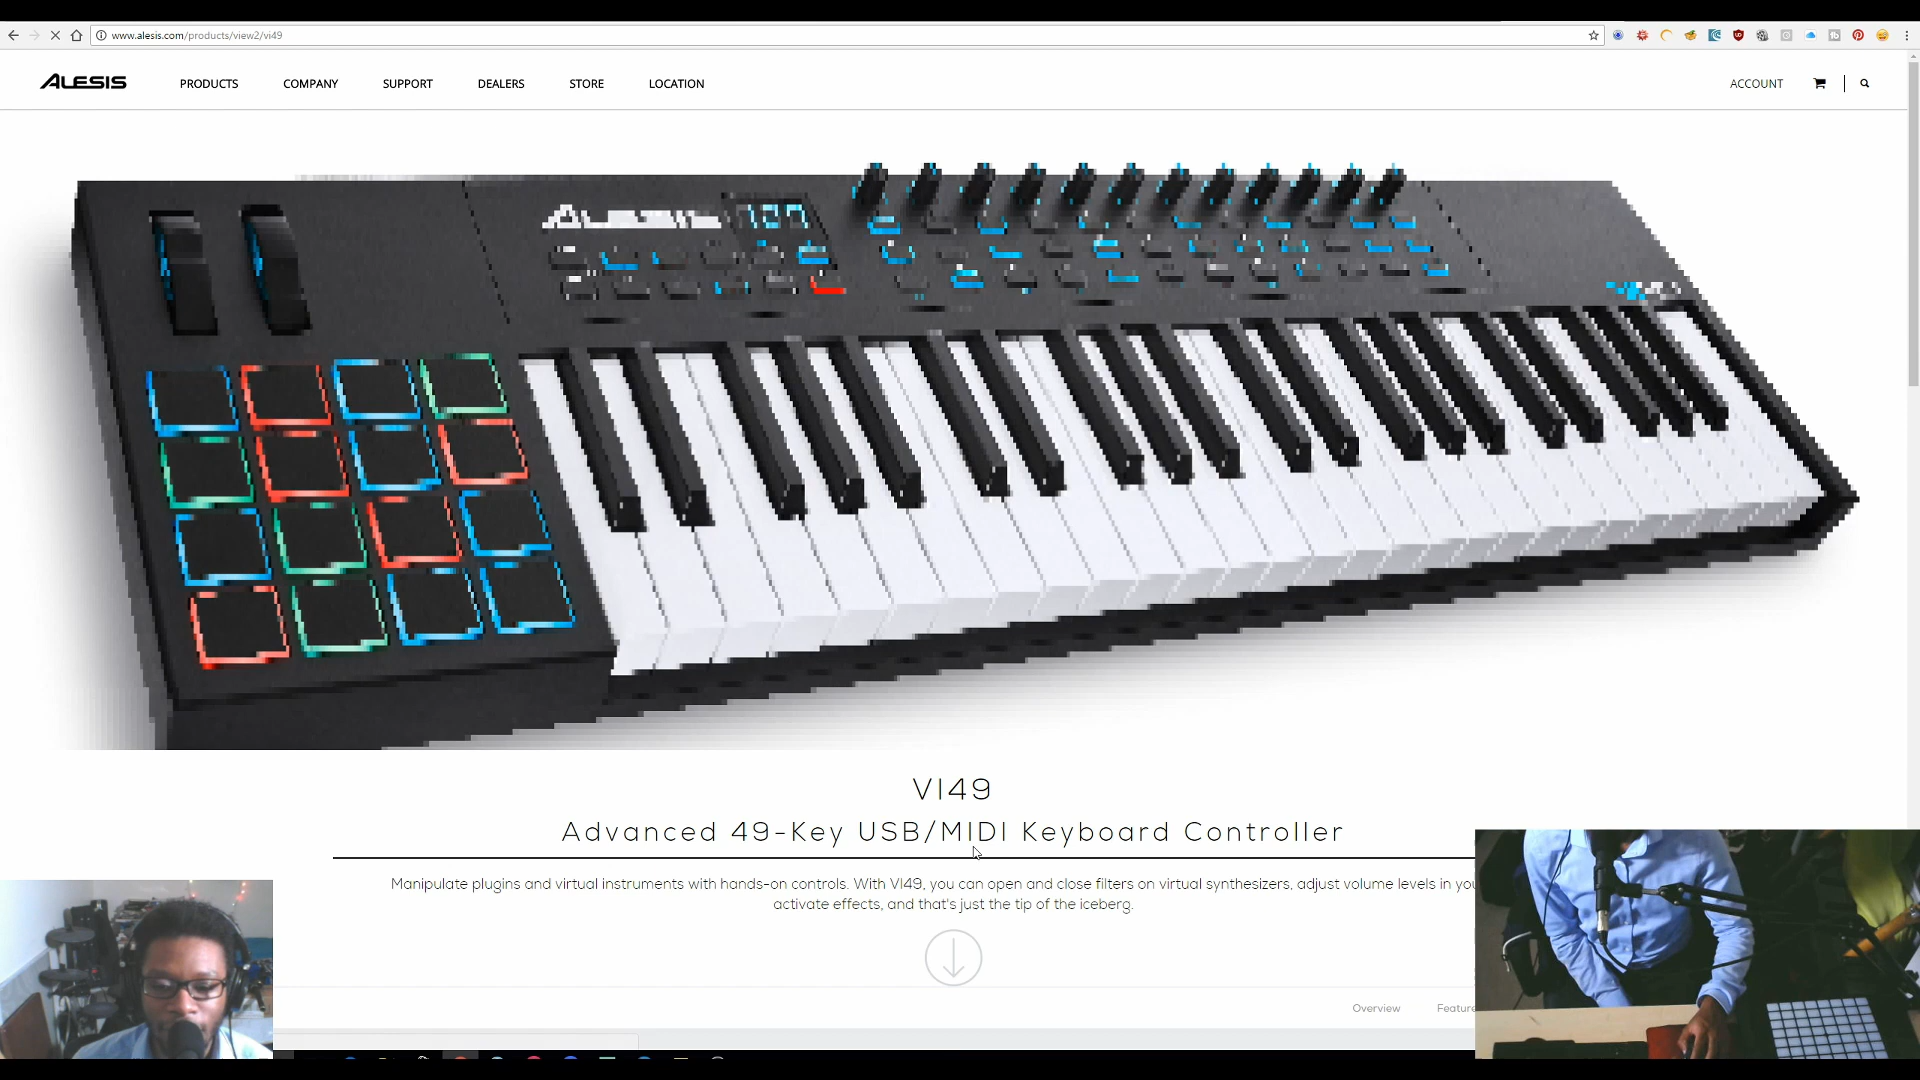 www.alesis.com/products/view2/vi49
ALESIS
PRODUCTS
COMPANY
SUPPORT
DEALERS
STORE
LOCATION
ACCOUNT
ALESIS
127
VI49
Advanced 49-Key USB/MIDI Keyboard Controller
Manipulate plugins and virtual instruments with hands-on controls. With VI49, you can open and close filters on virtual synthesizers, adjust volume levels in you
activate effects, and that's just the tip of the iceberg.
Overview
Feature